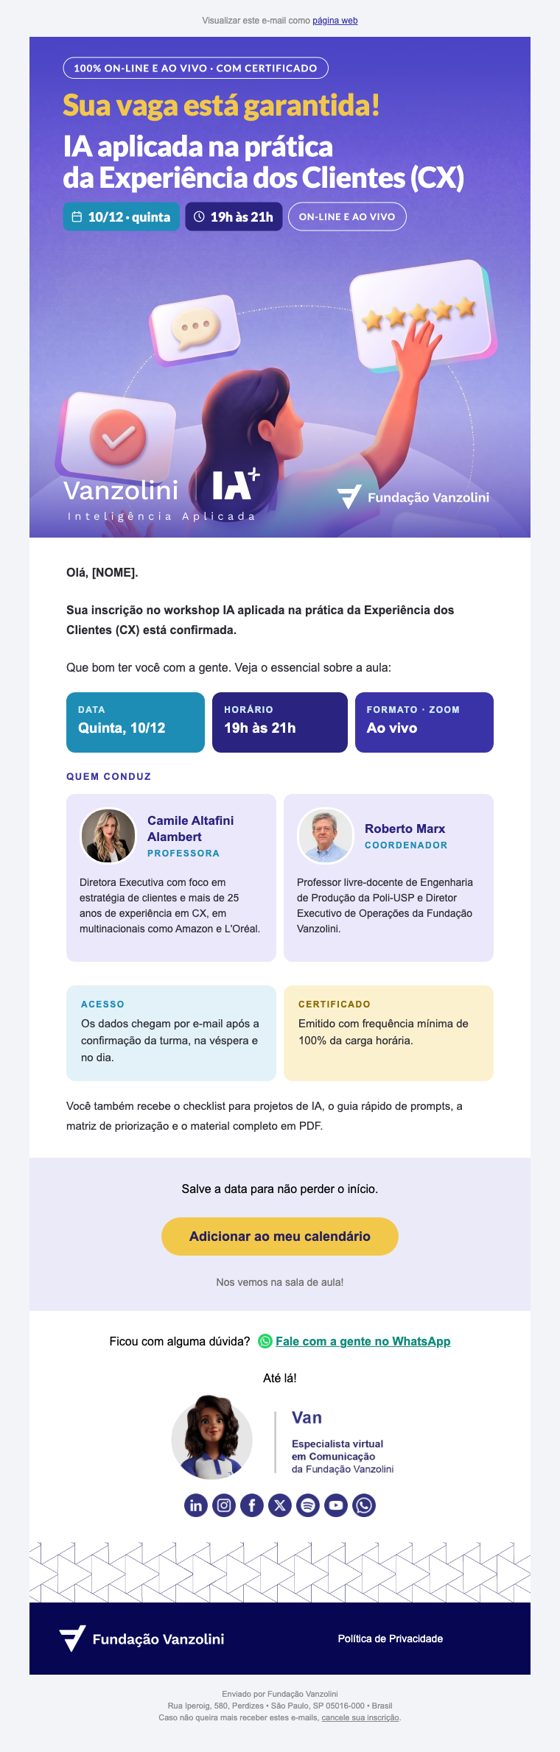 Visualizar este e-mail como página web
100% ON-LINE E AO VIVO · COM CERTIFICADO
Sua vaga está garantida!
IA aplicada na prática
da Experiência dos Clientes (CX)
10/12 · quinta
19h às 21h
ON-LINE E AO VIVO
Vanzolini IA+
Inteligência Aplicada
Fundação Vanzolini
Olá, [NOME].
Sua inscrição no workshop IA aplicada na prática da Experiência dos
Clientes (CX) está confirmada.
Que bom ter você com a gente. Veja o essencial sobre a aula:
DATA
Quinta, 10/12
HORÁRIO
19h às 21h
FORMATO · ZOOM
Ao vivo
QUEM CONDUZ
Camile Altafini
Alambert
PROFESSORA
Diretora Executiva com foco em
estratégia de clientes e mais de 25
anos de experiência em CX, em
multinacionais como Amazon e L'Oréal.
Roberto Marx
COORDENADOR
Professor livre-docente de Engenharia
de Produção da Poli-USP e Diretor
Executivo de Operações da Fundação
Vanzolini.
ACESSO
Os dados chegam por e-mail após a
confirmação da turma, na véspera e
no dia.
CERTIFICADO
Emitido com frequência mínima de
100% da carga horária.
Você também recebe o checklist para projetos de IA, o guia rápido de prompts, a
matriz de priorização e o material completo em PDF.
Salve a data para não perder o início.
Adicionar ao meu calendário
Nos vemos na sala de aula!
Ficou com alguma dúvida? Fale com a gente no WhatsApp
Até lá!
Van
Especialista virtual
em Comunicação
da Fundação Vanzolini
Fundação Vanzolini
Política de Privacidade
Enviado por Fundação Vanzolini
Rua Iperoig, 580, Perdizes • São Paulo, SP 05016-000 • Brasil
Caso não queira mais receber estes e-mails, cancele sua inscrição.